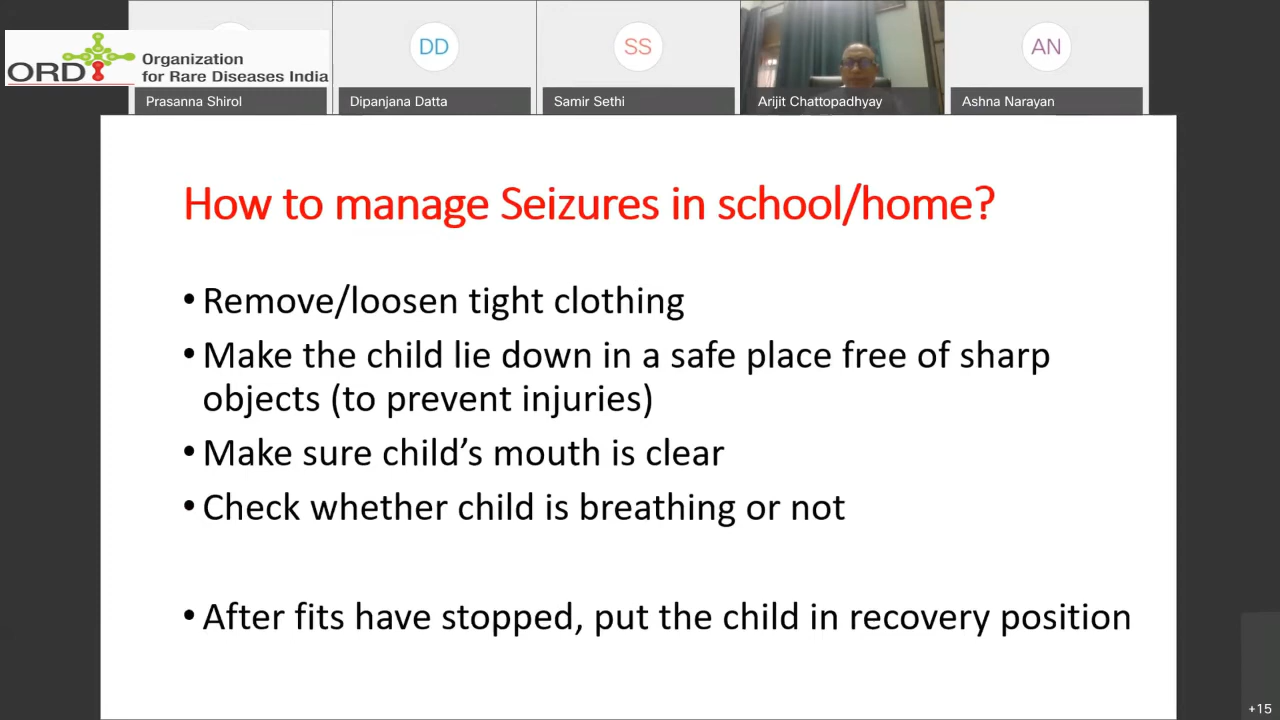 ORD
Organization
for Rare Diseases India
DD
SS
AN
Prasanna Shirol
Dipanjana Datta
Samir Sethi
Arijit Chattopadhyay
Ashna Narayan
How to manage Seizures in school/home?
• Remove/loosen tight clothing
• Make the child lie down in a safe place free of sharp
objects (to prevent injuries)
• Make sure child's mouth is clear
• Check whether child is breathing or not
• After fits have stopped, put the child in recovery position
+15